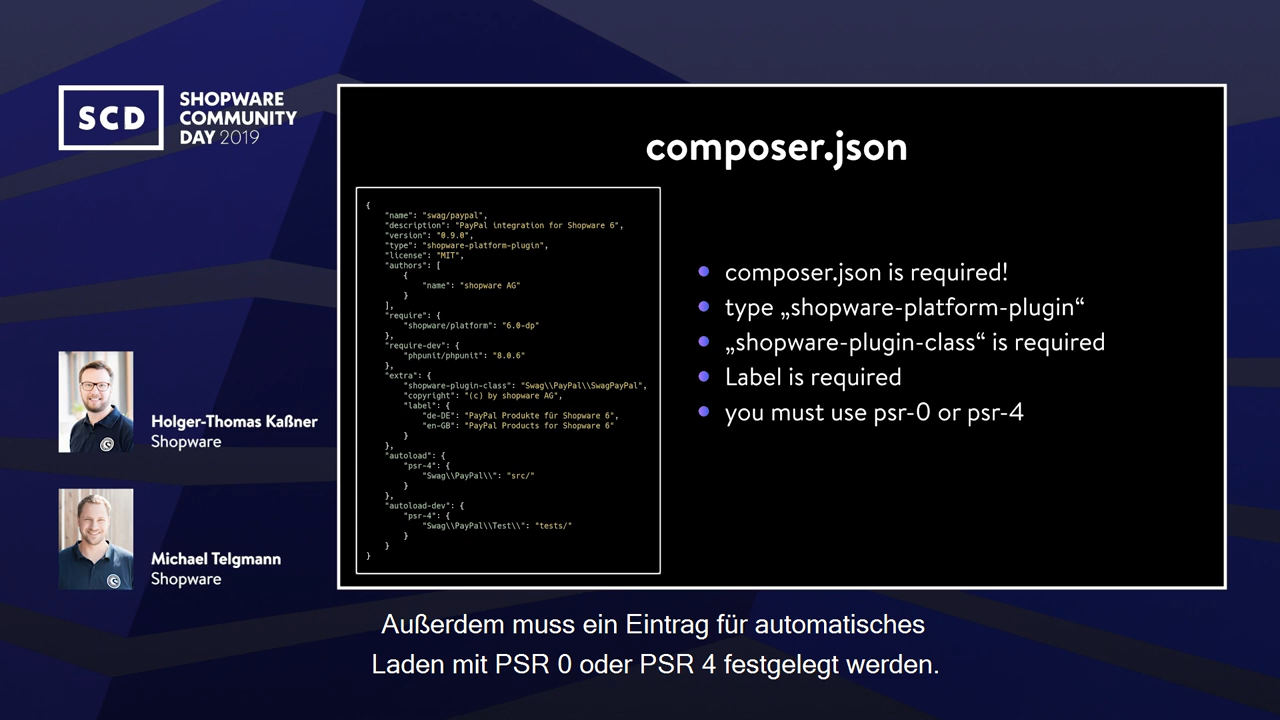 SCD
SHOPWARE
COMMUNITY
DAY 2019
composer.json
{
"name": "swag/paypal",
"description": "PayPal integration for Shopware 6",
"version": "0.9.0",
"type": "shopware-platform-plugin",
"license": "MIT",
"authors": [
{
"name": "shopware AG"
}
],
"require": {
"shopware/platform": "6.0-dp"
},
"require-dev": {
"phpunit/phpunit": "8.0.6"
},
"extra": {
"shopware-plugin-class": "Swag\\PayPal\\SwagPayPal",
"copyright": "(c) by shopware AG",
"label": {
"de-DE": "PayPal Produkte für Shopware 6",
"en-GB": "PayPal Products for Shopware 6"
}
},
"autoload": {
"psr-4": {
"Swag\\PayPal\\": "src/"
}
},
"autoload-dev": {
"psr-4": {
"Swag\\PayPal\\Test\\": "tests/"
}
}
}
composer.json is required!
type „shopware-platform-plugin“
„shopware-plugin-class“ is required
Label is required
you must use psr-0 or psr-4
Holger-Thomas Kaßner
Shopware
Michael Telgmann
Shopware
Außerdem muss ein Eintrag für automatisches
Laden mit PSR 0 oder PSR 4 festgelegt werden.